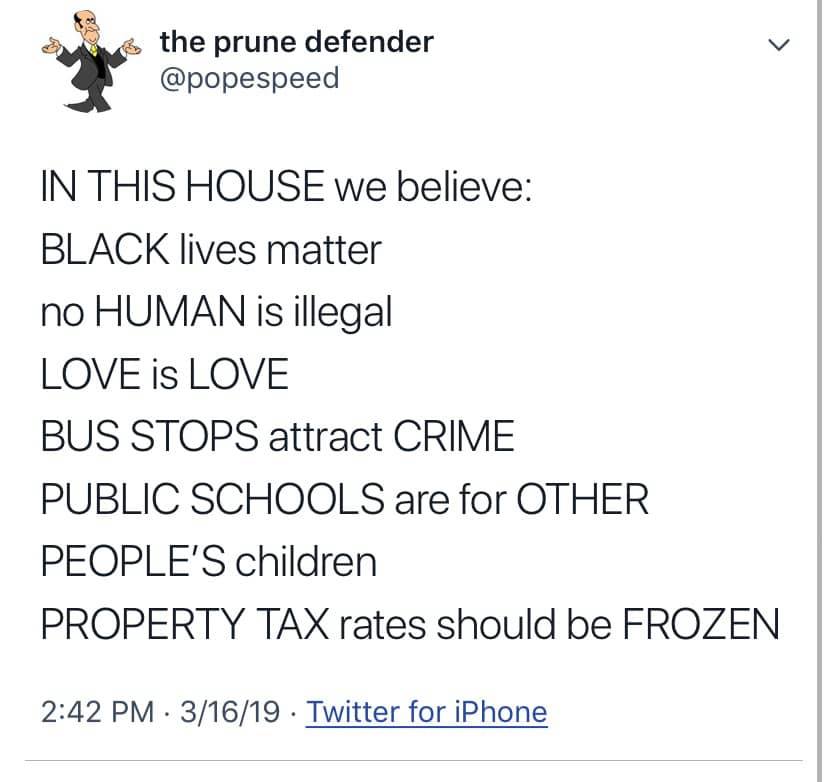 the prune defender
@popespeed
IN THIS HOUSE we believe:
BLACK lives matter
no HUMAN is illegal
LOVE is LOVE
BUS STOPS attract CRIME
PUBLIC SCHOOLS are for OTHER
PEOPLE’S children
PROPERTY TAX rates should be FROZEN
2:42 PM · 3/16/19 · Twitter for iPhone